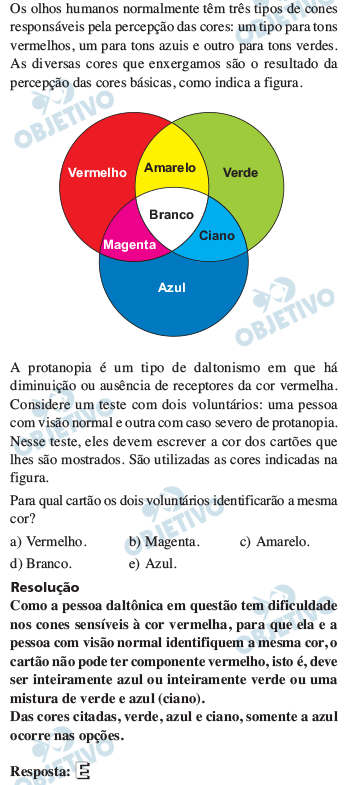 Os olhos humanos normalmente têm três tipos de cones
responsáveis pela percepção das cores: um tipo para tons
vermelhos, um para tons azuis e outro para tons verdes.
As diversas cores que enxergamos são o resultado da
percepção das cores básicas, como indica a figura.
OBJETIVO
Vermelho
Amarelo
Verde
Branco
Magenta
Ciano
Azul
OBJETIVO
A protanopia é um tipo de daltonismo em que há
diminuição ou ausência de receptores da cor vermelha.
Considere um teste com dois voluntários: uma pessoa
com visão normal e outra com caso severo de protanopia.
Nesse teste, eles devem escrever a cor dos cartões que
lhes são mostrados. São utilizadas as cores indicadas na
figura.
OBJETIVO
Para qual cartão os dois voluntários identificarão a mesma
cor?
a) Vermelho. b) Magenta. c) Amarelo.
d) Branco. e) Azul.
OBJETIVO
Resolução
Como a pessoa daltônica em questão tem dificuldade
nos cones sensíveis à cor vermelha, para que ela e a
pessoa com visão normal identifiquem a mesma cor, o
cartão não pode ter componente vermelho, isto é, deve
ser inteiramente azul ou inteiramente verde ou uma
mistura de verde e azul (ciano).
OBJETIVO
Das cores citadas, verde, azul e ciano, somente a azul
ocorre nas opções.
Resposta: E
OBJETIVO